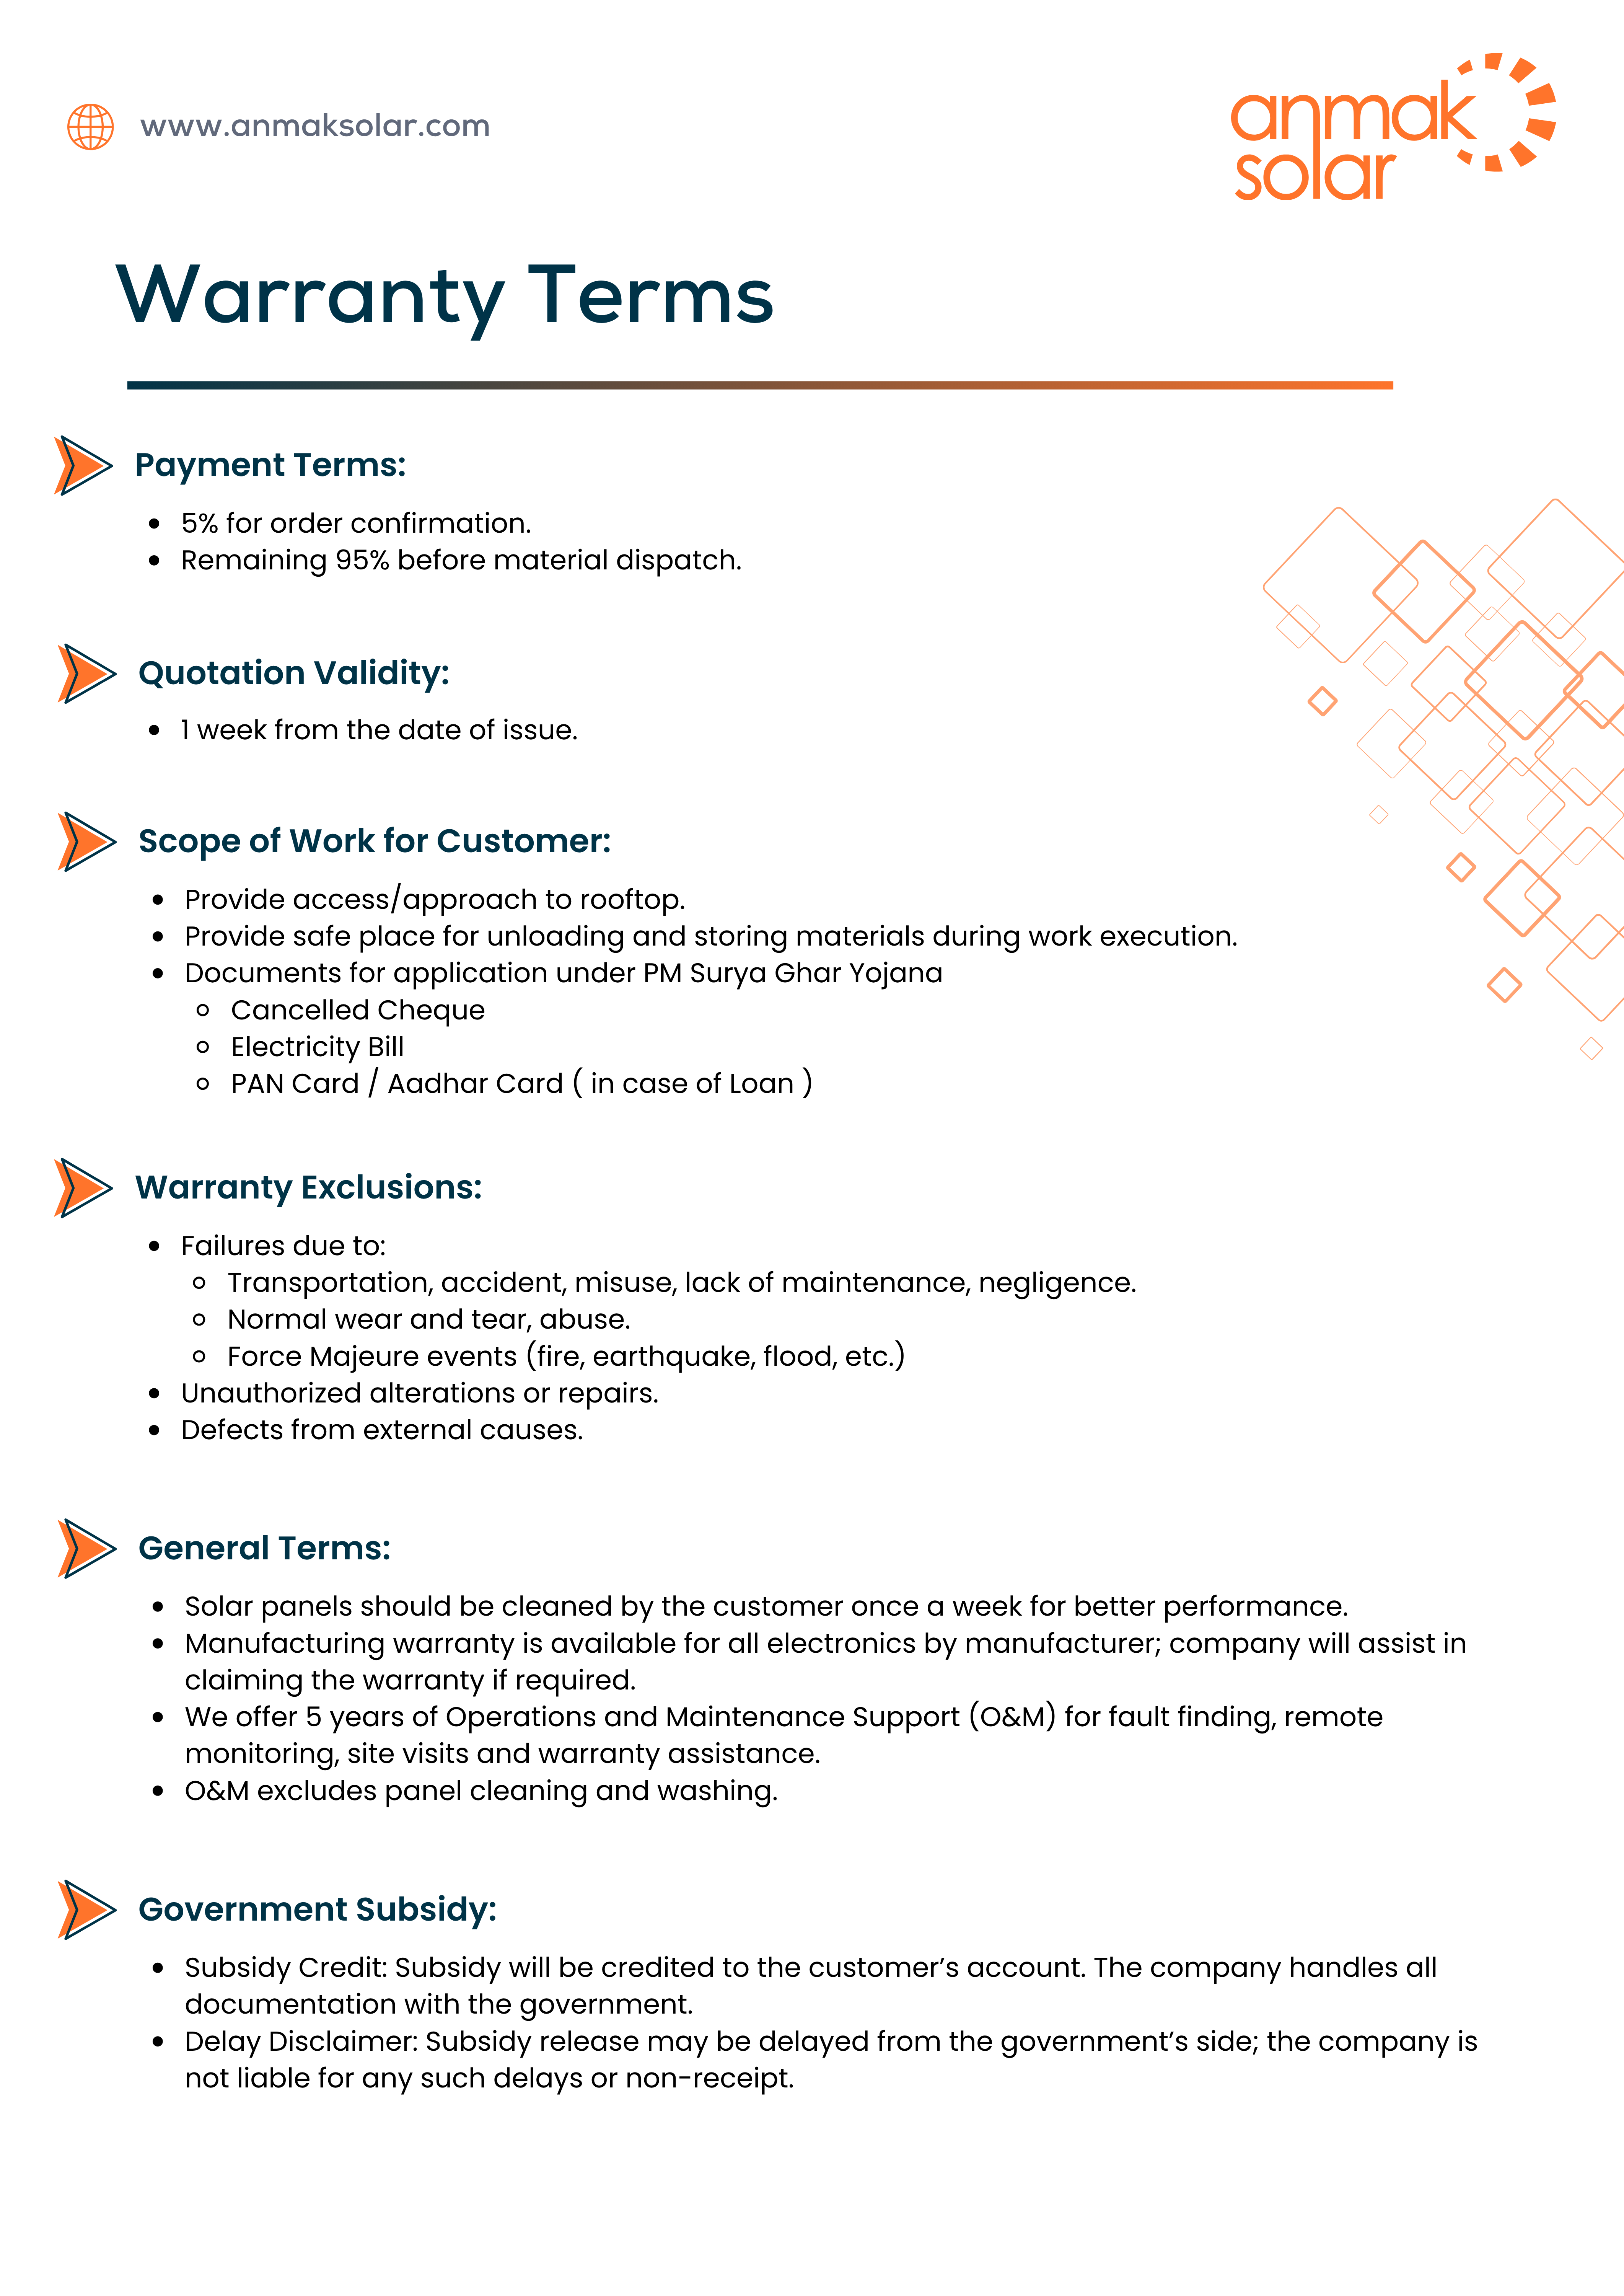 www.anmaksolar.com
anmak
solar
Warranty Terms
Payment Terms:
• 5% for order confirmation.
• Remaining 95% before material dispatch.
Quotation Validity:
• 1 week from the date of issue.
Scope of Work for Customer:
• Provide access/approach to rooftop.
• Provide safe place for unloading and storing materials during work execution.
• Documents for application under PM Surya Ghar Yojana
○ Cancelled Cheque
○ Electricity Bill
○ PAN Card / Aadhar Card ( in case of Loan )
Warranty Exclusions:
• Failures due to:
○ Transportation, accident, misuse, lack of maintenance, negligence.
○ Normal wear and tear, abuse.
○ Force Majeure events (fire, earthquake, flood, etc.)
• Unauthorized alterations or repairs.
• Defects from external causes.
General Terms:
• Solar panels should be cleaned by the customer once a week for better performance.
• Manufacturing warranty is available for all electronics by manufacturer; company will assist in
claiming the warranty if required.
• We offer 5 years of Operations and Maintenance Support (O&M) for fault finding, remote
monitoring, site visits and warranty assistance.
• O&M excludes panel cleaning and washing.
Government Subsidy:
• Subsidy Credit: Subsidy will be credited to the customer’s account. The company handles all
documentation with the government.
• Delay Disclaimer: Subsidy release may be delayed from the government’s side; the company is
not liable for any such delays or non-receipt.